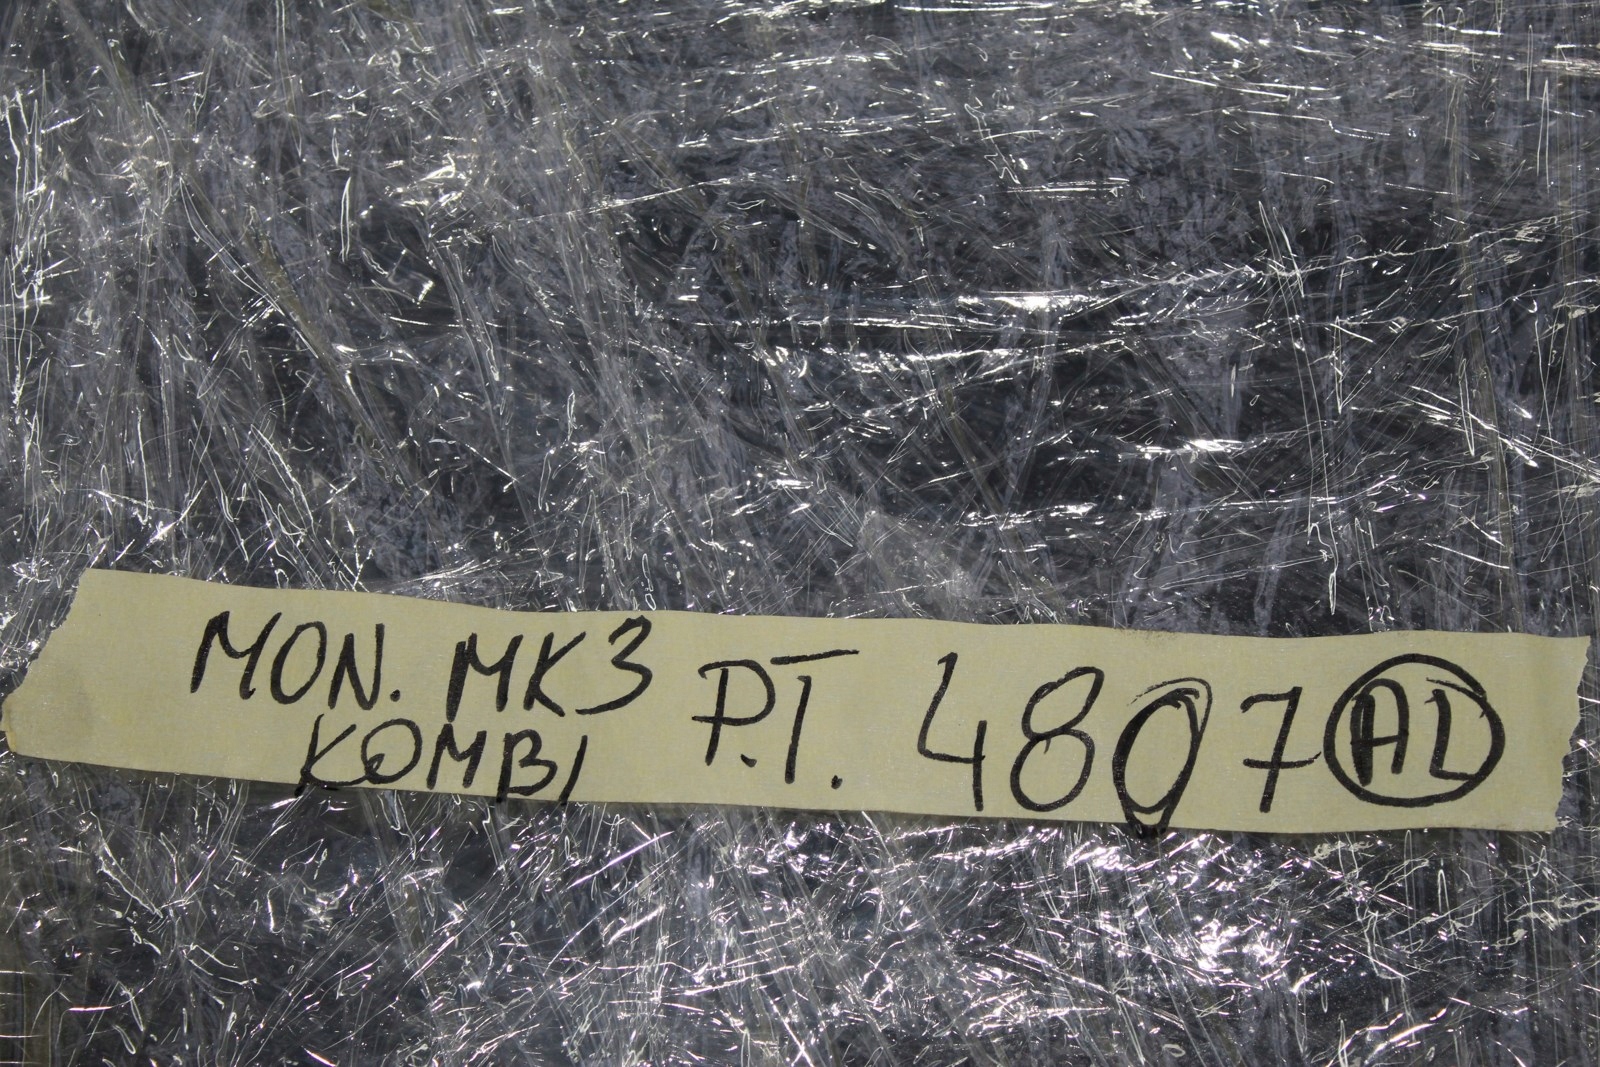 MON. MK3 P.T. 4807 AL
KOMBI